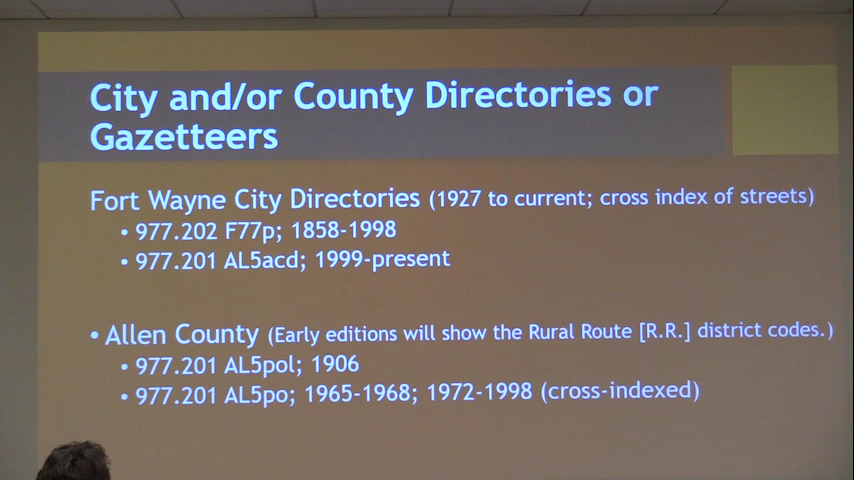 City and/or County Directories or
Gazetteers
Fort Wayne City Directories (1927 to current; cross index of streets)
• 977.202 F77p; 1858-1998
• 977.201 AL5acd; 1999-present
• Allen County (Early editions will show the Rural Route [R.R.] district codes.)
• 977.201 AL5pol; 1906
• 977.201 AL5po; 1965-1968; 1972-1998 (cross-indexed)